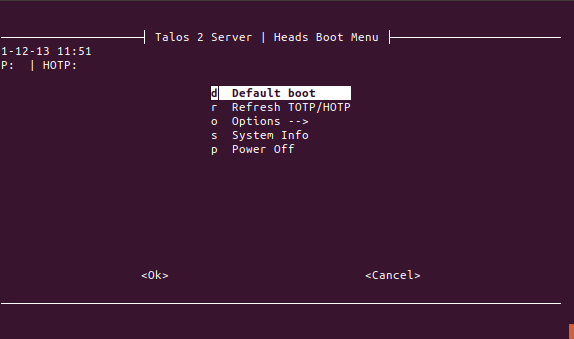 Talos 2 Server | Heads Boot Menu
1-12-13 11:51
P: | HOTP:
d Default boot
r Refresh TOTP/HOTP
o Options -->
s System Info
p Power Off
<Ok> <Cancel>